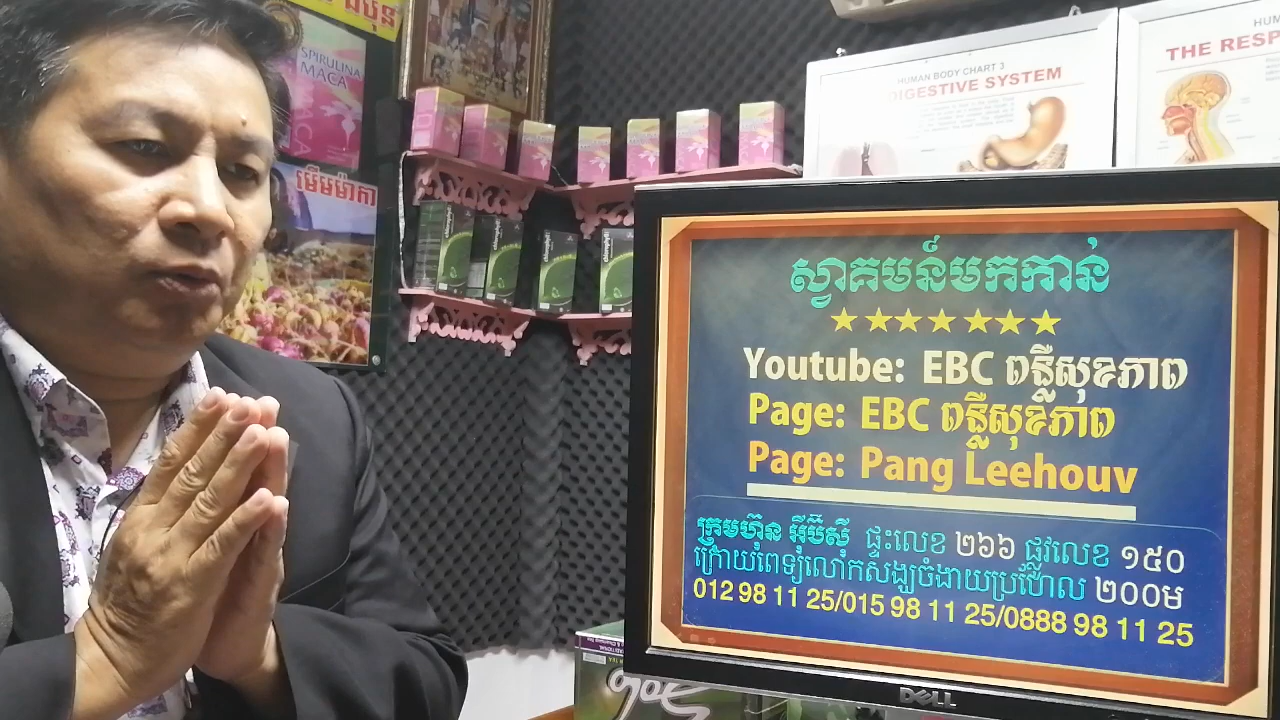 SPIRULINA
MACA
ម៉ើមម៉ាកា
HUMAN BODY CHART 3
DIGESTIVE SYSTEM
HUM
THE RESP
ស្វាគមន៍មកកាន់
Youtube: EBC ពន្លឺសុខភាព
Page: EBC ពន្លឺសុខភាព
Page: Pang Leehouv
ក្រុមហ៊ុន អ៊ីប៊ីស៊ី ផ្ទះលេខ ២៦៦ ផ្លូវលេខ ១៥០
ក្រោយពេទ្យលោកសង្ឃចំងាយប្រហែល ២០០ម
012 98 11 25/015 98 11 25/0888 98 11 25
DELL